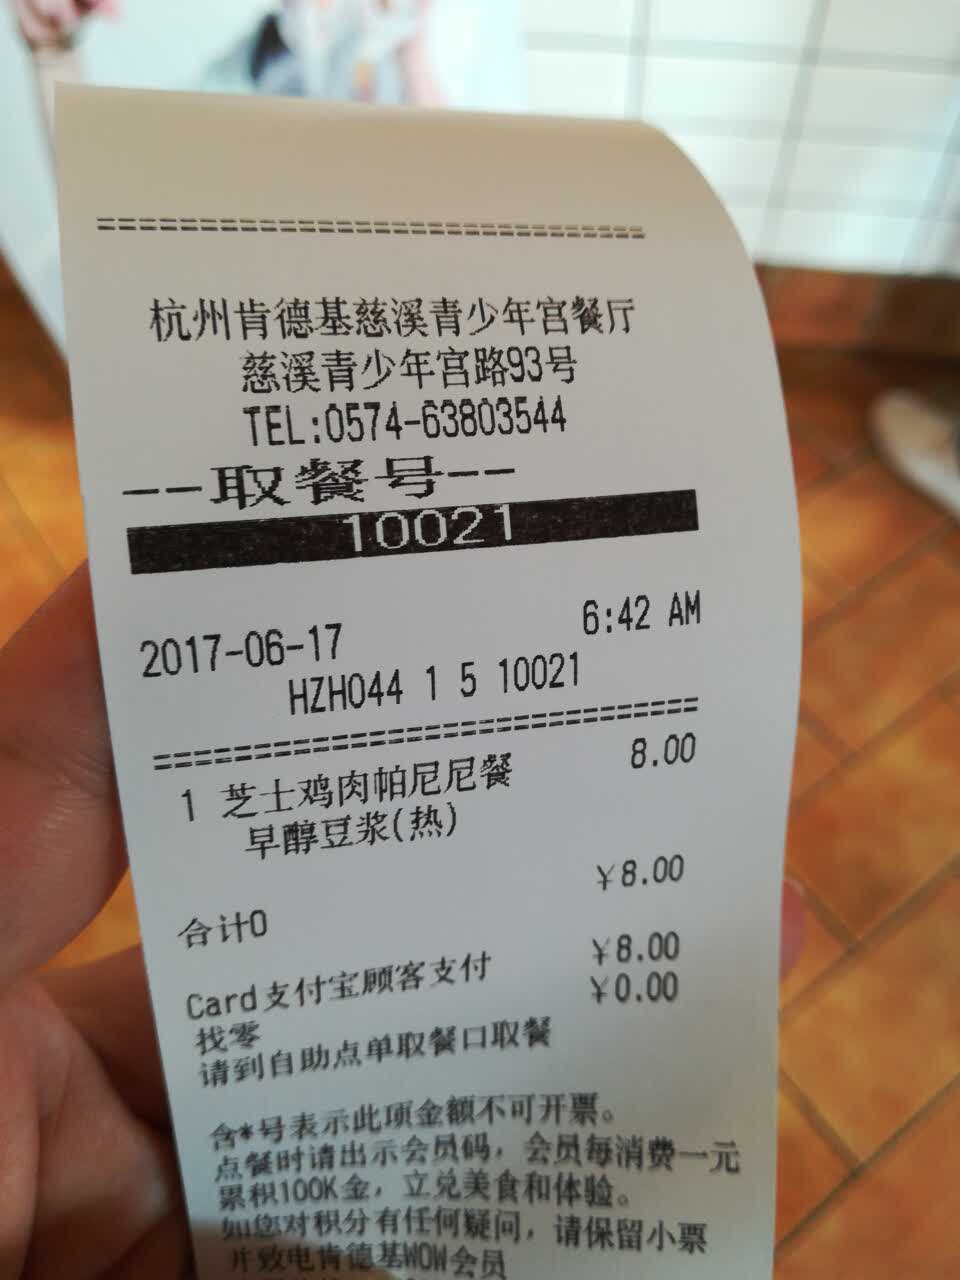 ==============================
杭州肯德基慈溪青少年宫餐厅
慈溪青少年宫路93号
TEL:0574-63803544
--取餐号--
10021
2017-06-17 6:42 AM
HZH044 1 5 10021
==============================
1 芝士鸡肉帕尼尼餐 8.00
早醇豆浆(热)
¥8.00
合计0
Card支付宝顾客支付 ¥8.00
找零 ¥0.00
请到自助点单取餐口取餐
含*号表示此项金额不可开票。
点餐时请出示会员码，会员每消费一元
累积100K金，立兑美食和体验。
如您对积分有任何疑问，请保留小票
并致电肯德基WOW会员